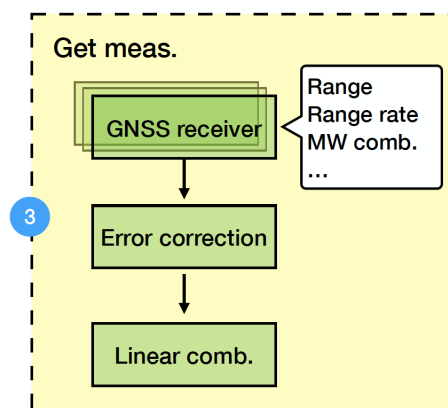 Get meas.
GNSS receiver
Range
Range rate
MW comb.
...
3
Error correction
Linear comb.